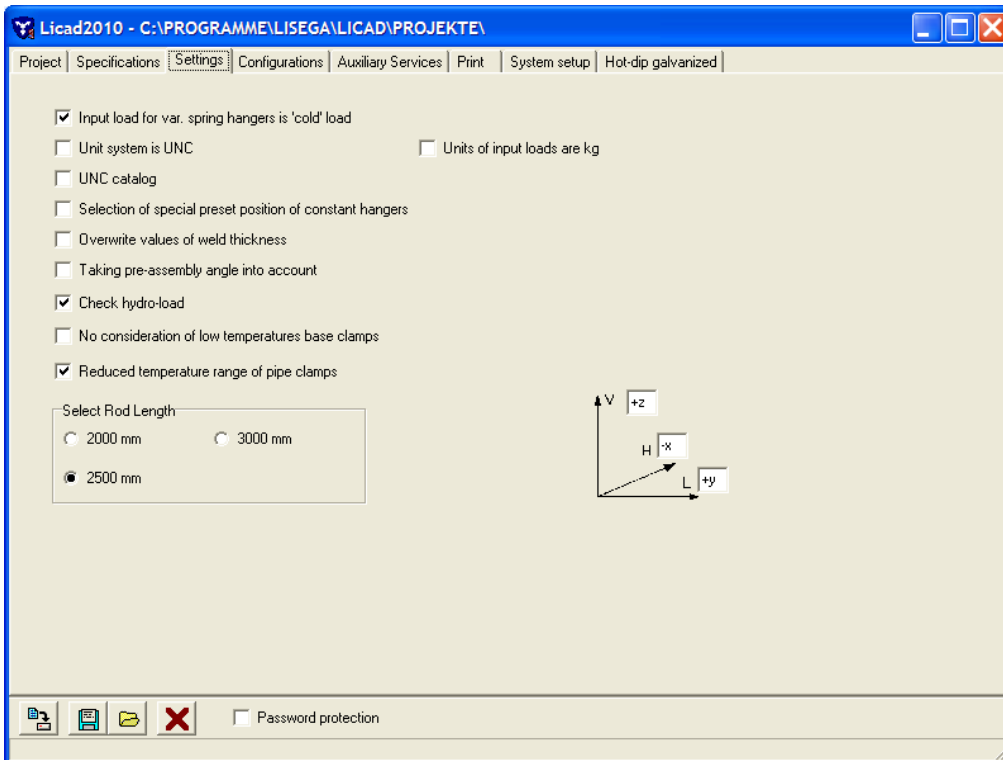 Licad2010 - C:\PROGRAMME\LISEGA\LICAD\PROJEKTE\
Project Specifications Settings Configurations Auxiliary Services Print System setup Hot-dip galvanized
Input load for var. spring hangers is 'cold' load
Unit system is UNC Units of input loads are kg
UNC catalog
Selection of special preset position of constant hangers
Overwrite values of weld thickness
Taking pre-assembly angle into account
Check hydro-load
No consideration of low temperatures base clamps
Reduced temperature range of pipe clamps
Select Rod Length
2000 mm 3000 mm
2500 mm
V +z
H -x
L +y
Password protection